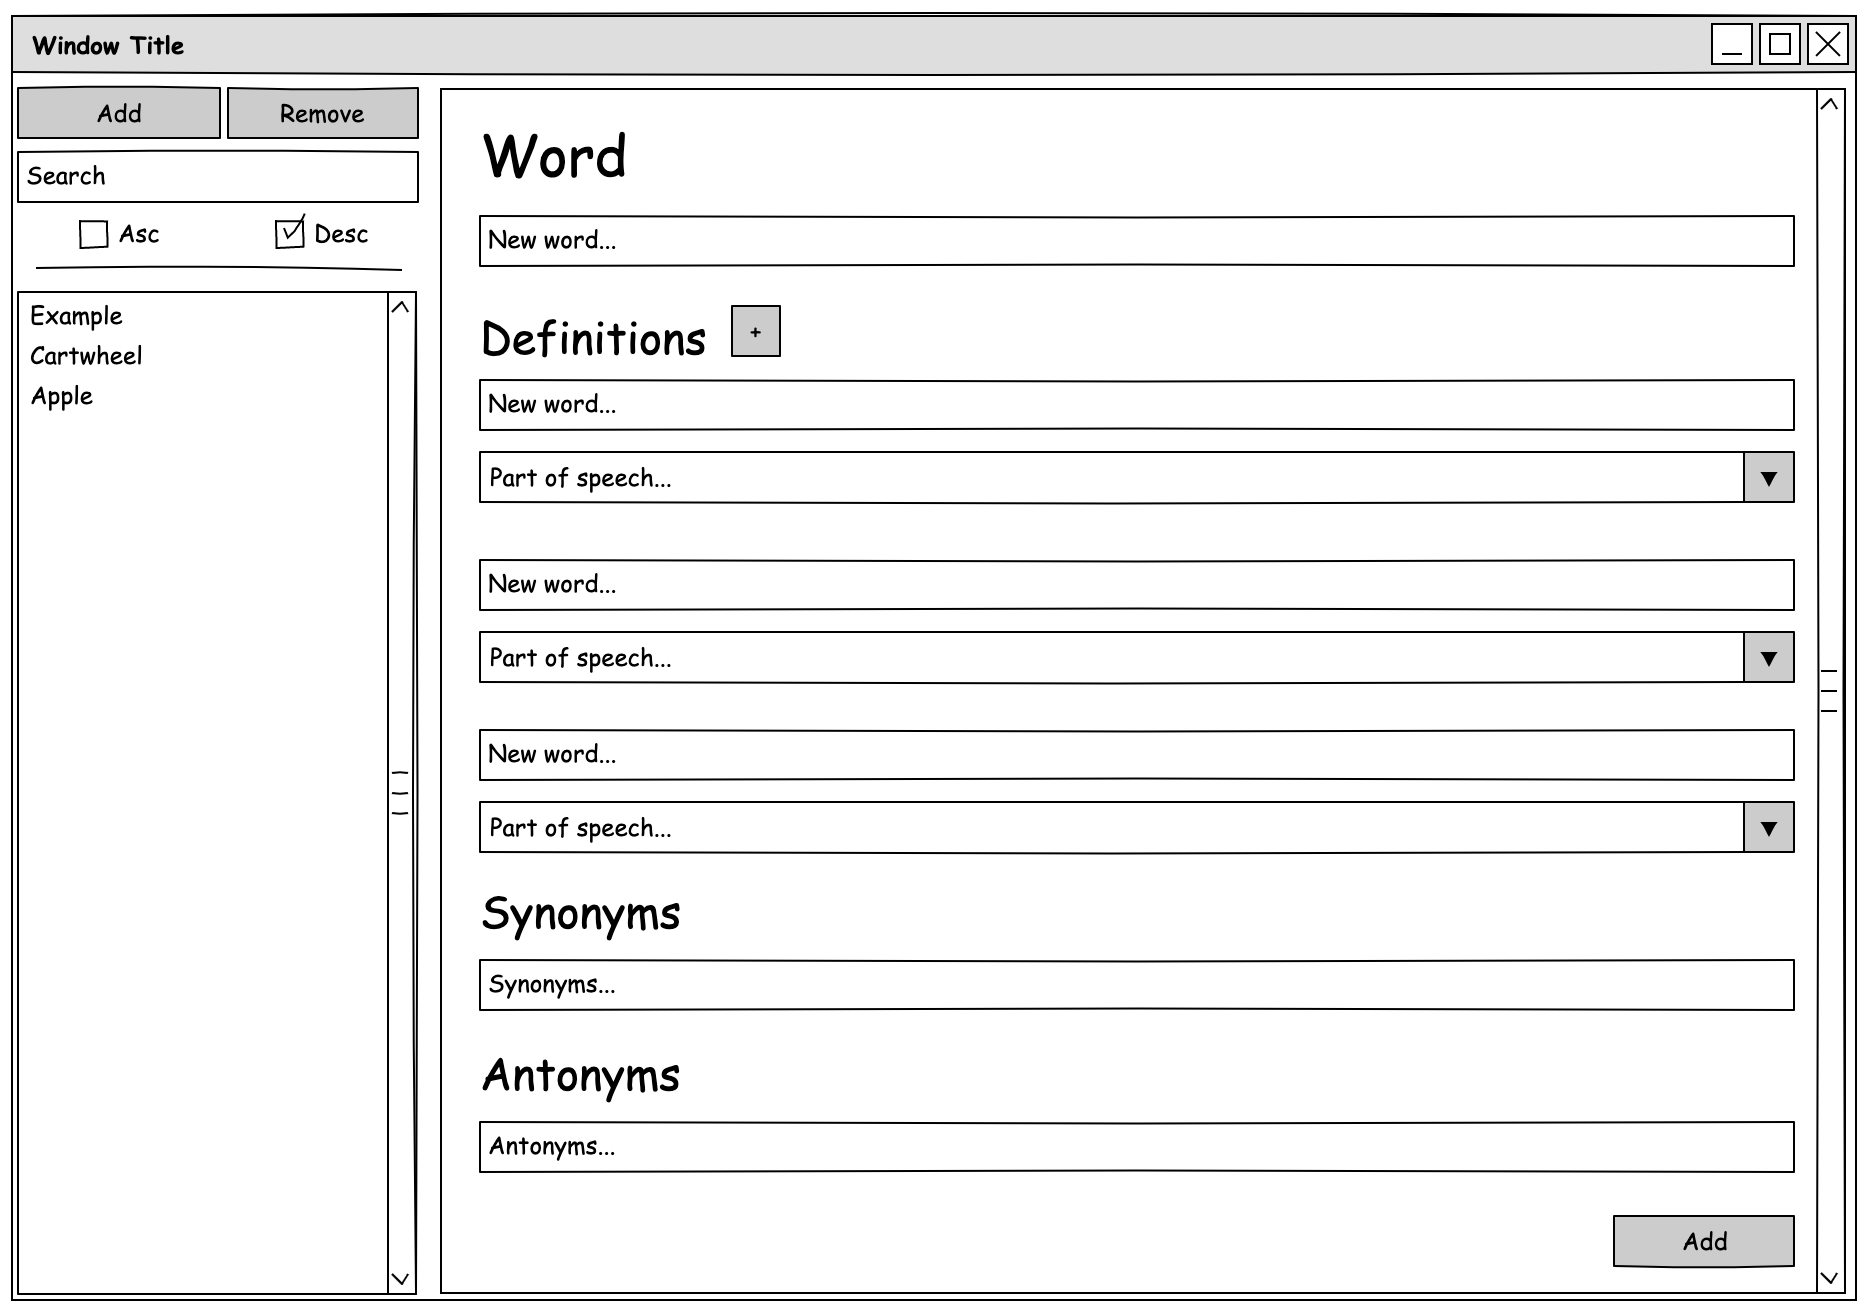 Window Title
Add
Remove
Search
Asc
Desc
Example
Cartwheel
Apple
Word
New word...
Definitions
+
New word...
Part of speech...
New word...
Part of speech...
New word...
Part of speech...
Synonyms
Synonyms...
Antonyms
Antonyms...
Add